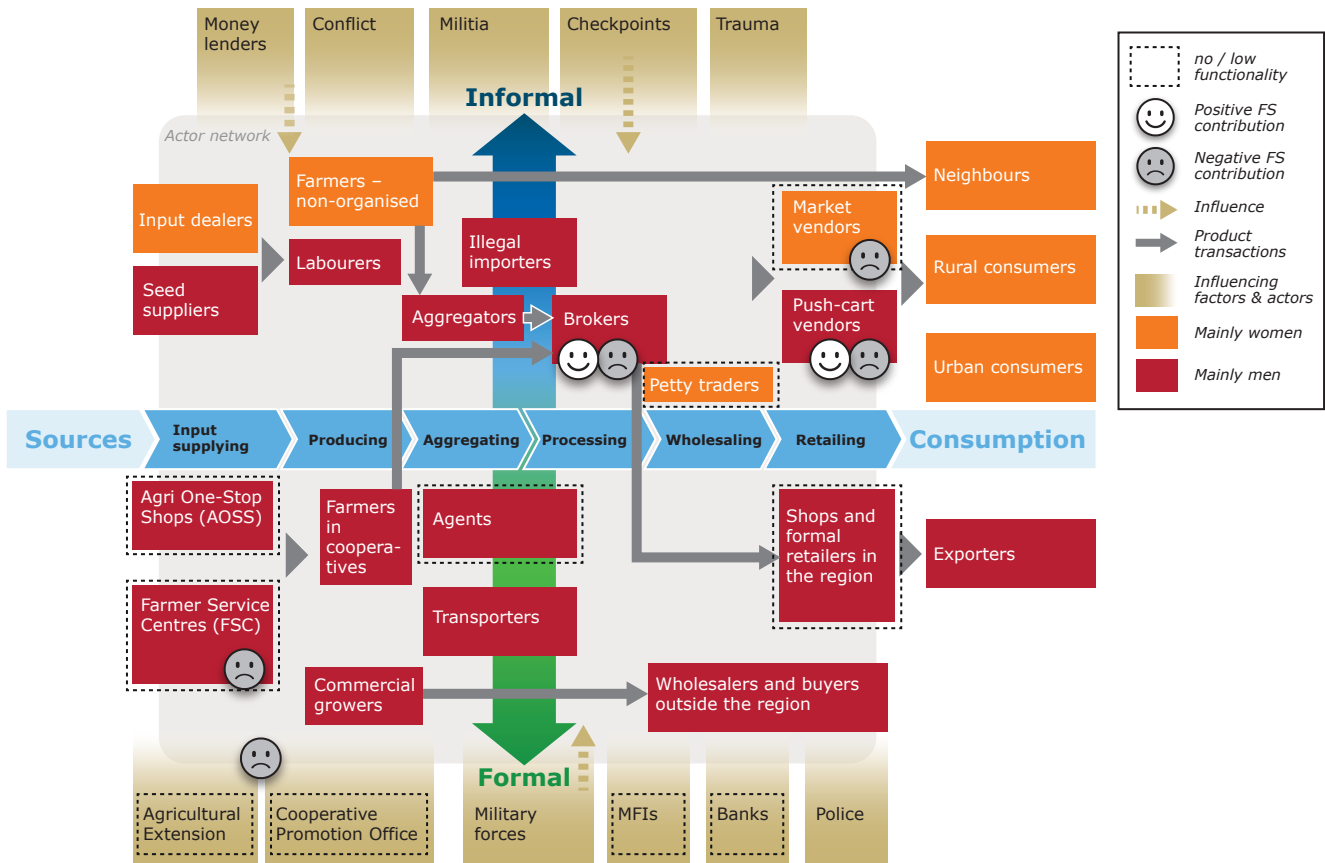 Money
lenders
Conflict
Militia
Checkpoints
Trauma
Informal
Actor network
Input dealers
Seed
suppliers
Farmers –
non-organised
Labourers
Illegal
importers
Aggregators
Brokers
Petty traders
Market
vendors
Push-cart
vendors
Neighbours
Rural consumers
Urban consumers
Sources
Input
supplying
Producing
Aggregating
Processing
Wholesaling
Retailing
Consumption
Agri One-Stop
Shops (AOSS)
Farmer Service
Centres (FSC)
Farmers
in
coopera-
tives
Agents
Transporters
Commercial
growers
Shops and
formal
retailers in
the region
Exporters
Wholesalers and buyers
outside the region
Formal
Agricultural
Extension
Cooperative
Promotion Office
Military
forces
MFIs
Banks
Police
no / low
functionality
Positive FS
contribution
Negative FS
contribution
Influence
Product
transactions
Influencing
factors & actors
Mainly women
Mainly men